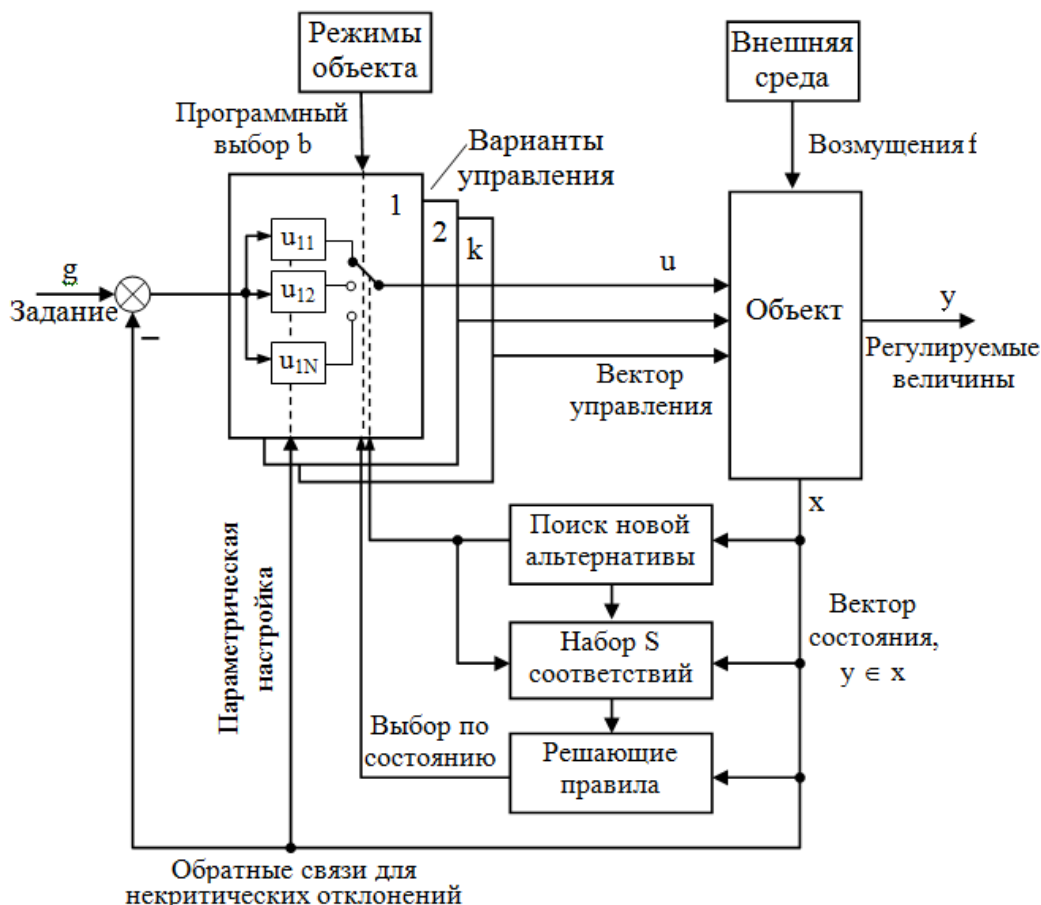 Режимы
объекта
Внешняя
среда
Программный
выбор b
Варианты
управления
Возмущения f
1
2
k
u11
u12
u1N
g
Задание
–
u
Объект
y
Регулируемые
величины
Вектор
управления
x
Поиск новой
альтернативы
Параметрическая
настройка
Набор S
соответствий
Вектор
состояния,
y ∈ x
Выбор по
состоянию
Решающие
правила
Обратные связи для
некритических отклонений